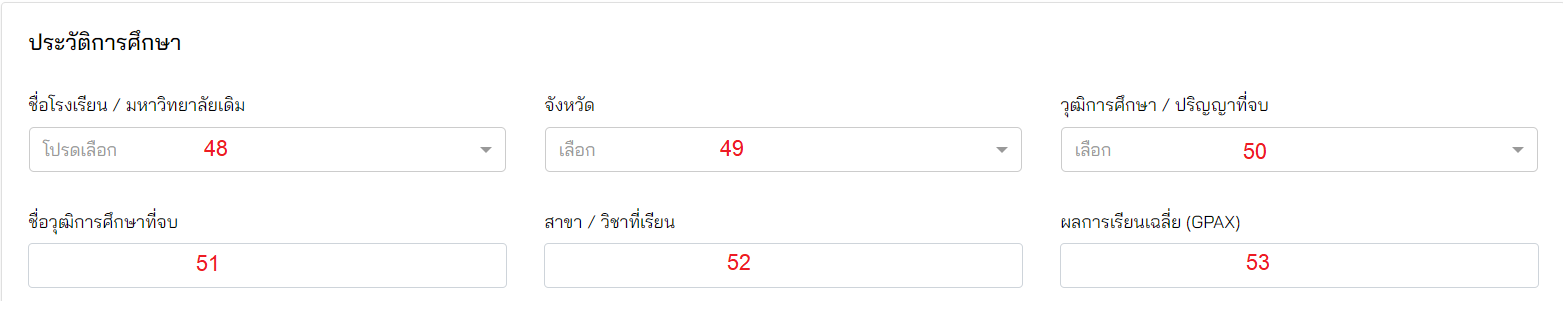 ประวัติการศึกษา
ชื่อโรงเรียน / มหาวิทยาลัยเดิม จังหวัด วุฒิการศึกษา / ปริญญาที่จบ
โปรดเลือก 48 เลือก 49 เลือก 50
ชื่อวุฒิการศึกษาที่จบ สาขา / วิชาที่เรียน ผลการเรียนเฉลี่ย (GPAX)
51 52 53